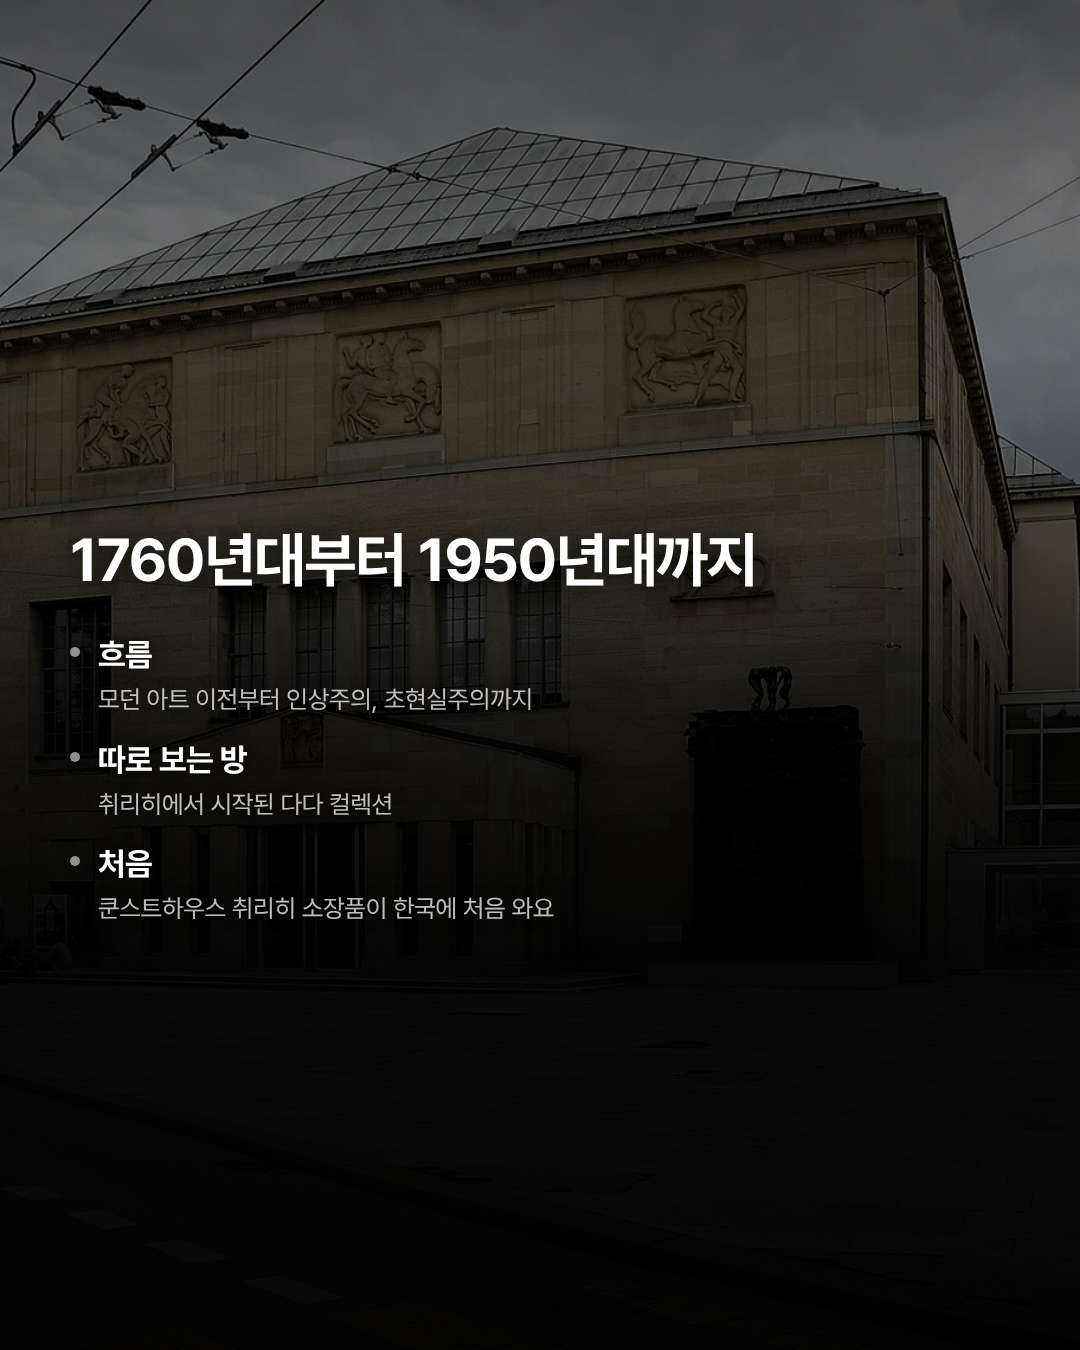 1760년대부터 1950년대까지
흐름
모던 아트 이전부터 인상주의, 초현실주의까지
따로 보는 방
취리히에서 시작된 다다 컬렉션
처음
쿤스트하우스 취리히 소장품이 한국에 처음 와요